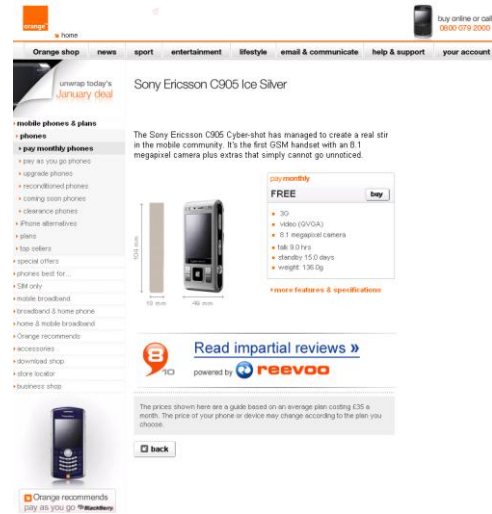 orange™
home
buy online or call
0800 079 2000
Orange shop
news
sport
entertainment
lifestyle
email & communicate
help & support
your account
unwrap today's
January deal
mobile phones & plans
phones
pay monthly phones
pay as you go phones
upgrade phones
reconditioned phones
coming soon phones
clearance phones
iPhone alternatives
plans
top sellers
special offers
phones best for...
SIM only
mobile broadband
broadband & home phone
home & mobile broadband
Orange recommends
accessories
download shop
store locator
business shop
Orange recommends
pay as you go BlackBerry
Sony Ericsson C905 Ice Silver
The Sony Ericsson C905 Cyber-shot has managed to create a real stir
in the mobile community. It's the first GSM handset with an 8.1
megapixel camera plus extras that simply cannot go unnoticed.
104 mm
18 mm
49 mm
pay monthly
FREE
buy
3G
video (QVGA)
8.1 megapixel camera
talk 9.0 hrs
standby 15.0 days
weight: 136.0g
more features & specifications
8
10
Read impartial reviews »
powered by reevoo
The prices shown here are a guide based on an average plan costing £35 a
month. The price of your phone or device may change according to the plan you
choose.
back